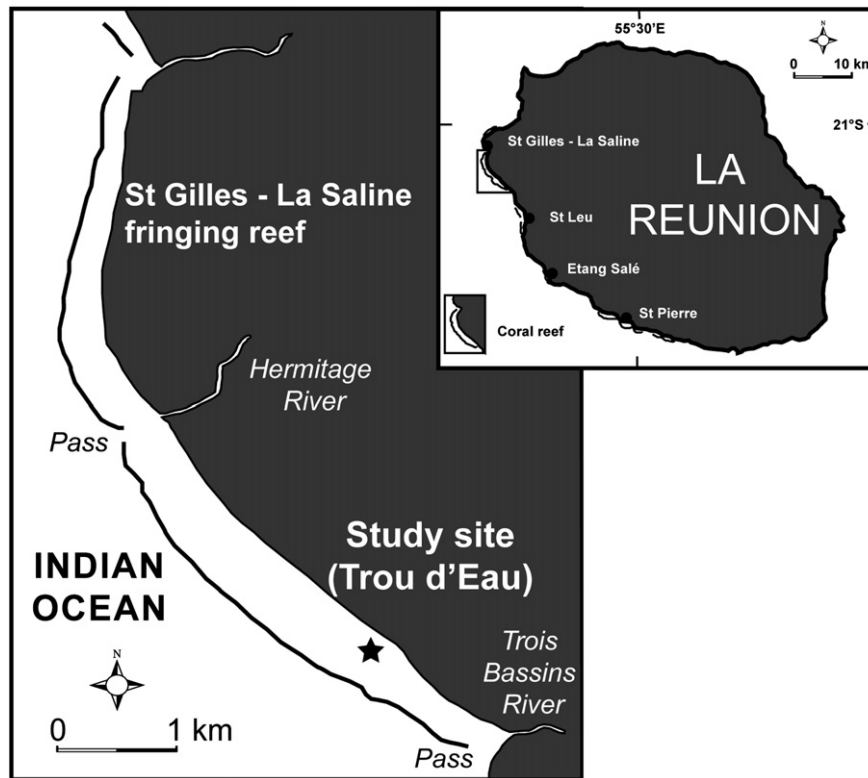 St Gilles - La Saline
fringing reef
Hermitage
River
Pass
Study site
(Trou d'Eau)
INDIAN
OCEAN
Trois
Bassins
River
N
0 1 km
Pass
55°30'E
N
0 10 km
21°S
St Gilles - La Saline
LA
REUNION
St Leu
Etang Salé
St Pierre
Coral reef